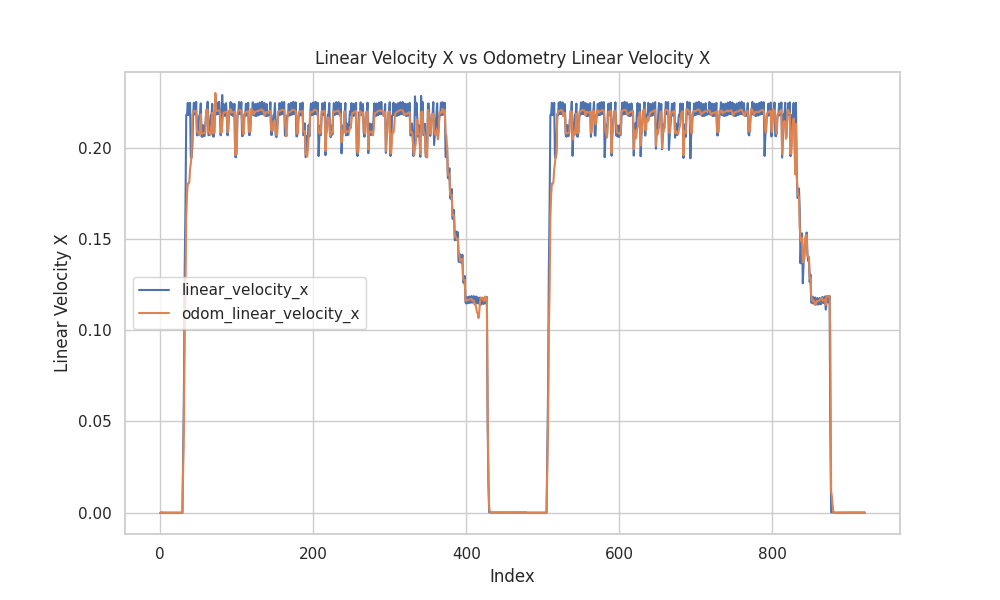 Linear Velocity X vs Odometry Linear Velocity X
Linear Velocity X
0.20
0.15
0.10
0.05
0.00
linear_velocity_x
odom_linear_velocity_x
0
200
400
600
800
Index